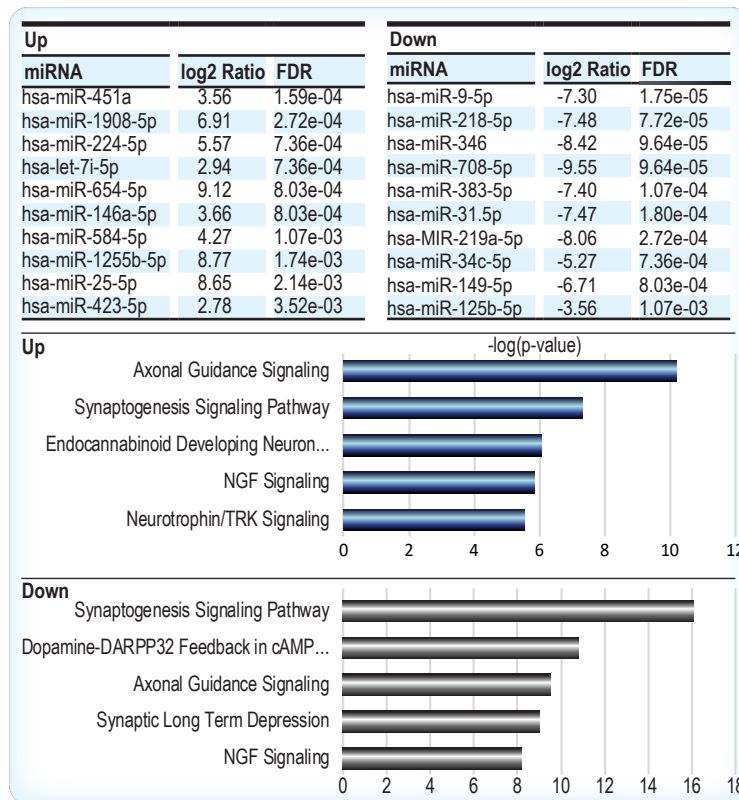 Up
miRNA log2 Ratio FDR
hsa-miR-451a 3.56 1.59e-04
hsa-miR-1908-5p 6.91 2.72e-04
hsa-miR-224-5p 5.57 7.36e-04
hsa-let-7i-5p 2.94 7.36e-04
hsa-miR-654-5p 9.12 8.03e-04
hsa-miR-146a-5p 3.66 8.03e-04
hsa-miR-584-5p 4.27 1.07e-03
hsa-miR-1255b-5p 8.77 1.74e-03
hsa-miR-25-5p 8.65 2.14e-03
hsa-miR-423-5p 2.78 3.52e-03
Down
miRNA log2 Ratio FDR
hsa-miR-9-5p -7.30 1.75e-05
hsa-miR-218-5p -7.48 7.72e-05
hsa-miR-346 -8.42 9.64e-05
hsa-miR-708-5p -9.55 9.64e-05
hsa-miR-383-5p -7.40 1.07e-04
hsa-miR-31.5p -7.47 1.80e-04
hsa-MIR-219a-5p -8.06 2.72e-04
hsa-miR-34c-5p -5.27 7.36e-04
hsa-miR-149-5p -6.71 8.03e-04
hsa-miR-125b-5p -3.56 1.07e-03
Up
-log(p-value)
Axonal Guidance Signaling
Synaptogenesis Signaling Pathway
Endocannabinoid Developing Neuron...
NGF Signaling
Neurotrophin/TRK Signaling
0 2 4 6 8 10 12
Down
Synaptogenesis Signaling Pathway
Dopamine-DARPP32 Feedback in cAMP...
Axonal Guidance Signaling
Synaptic Long Term Depression
NGF Signaling
0 2 4 6 8 10 12 14 16 18